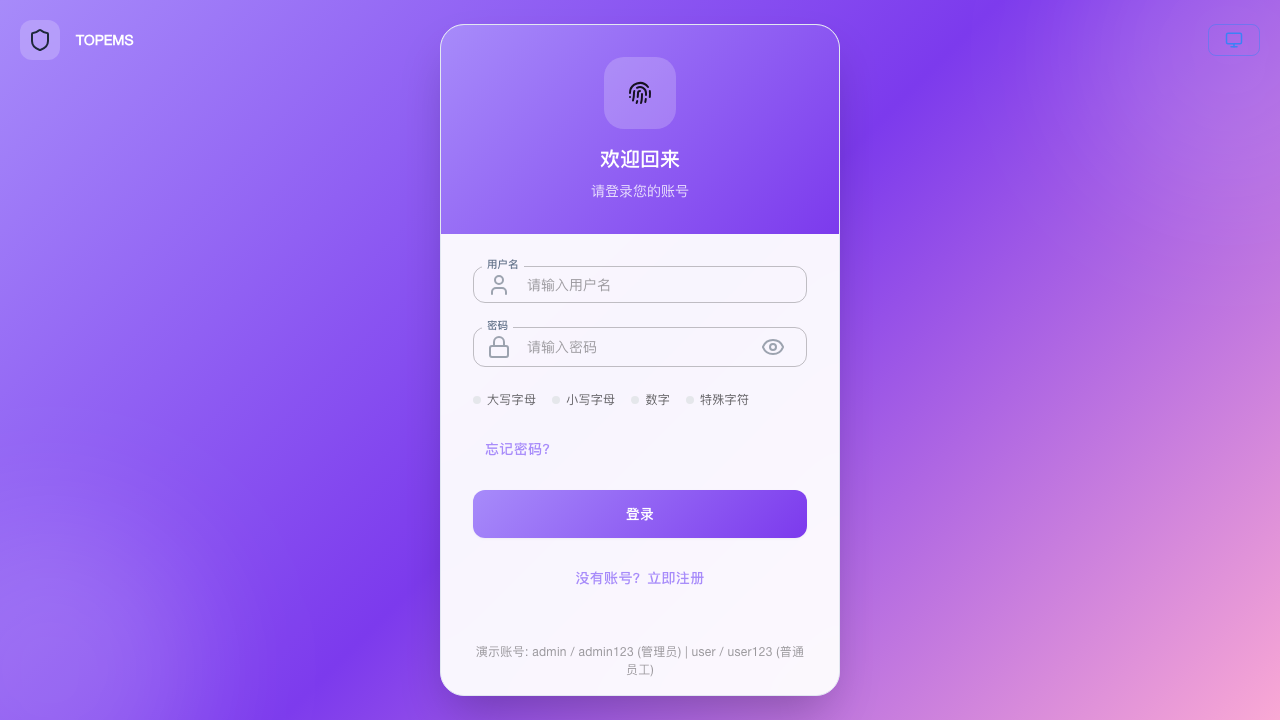 TOPEMS
欢迎回来
请登录您的账号
用户名
请输入用户名
密码
请输入密码
大写字母 小写字母 数字 特殊字符
忘记密码?
登录
没有账号? 立即注册
演示账号: admin / admin123 (管理员) | user / user123 (普通
员工)